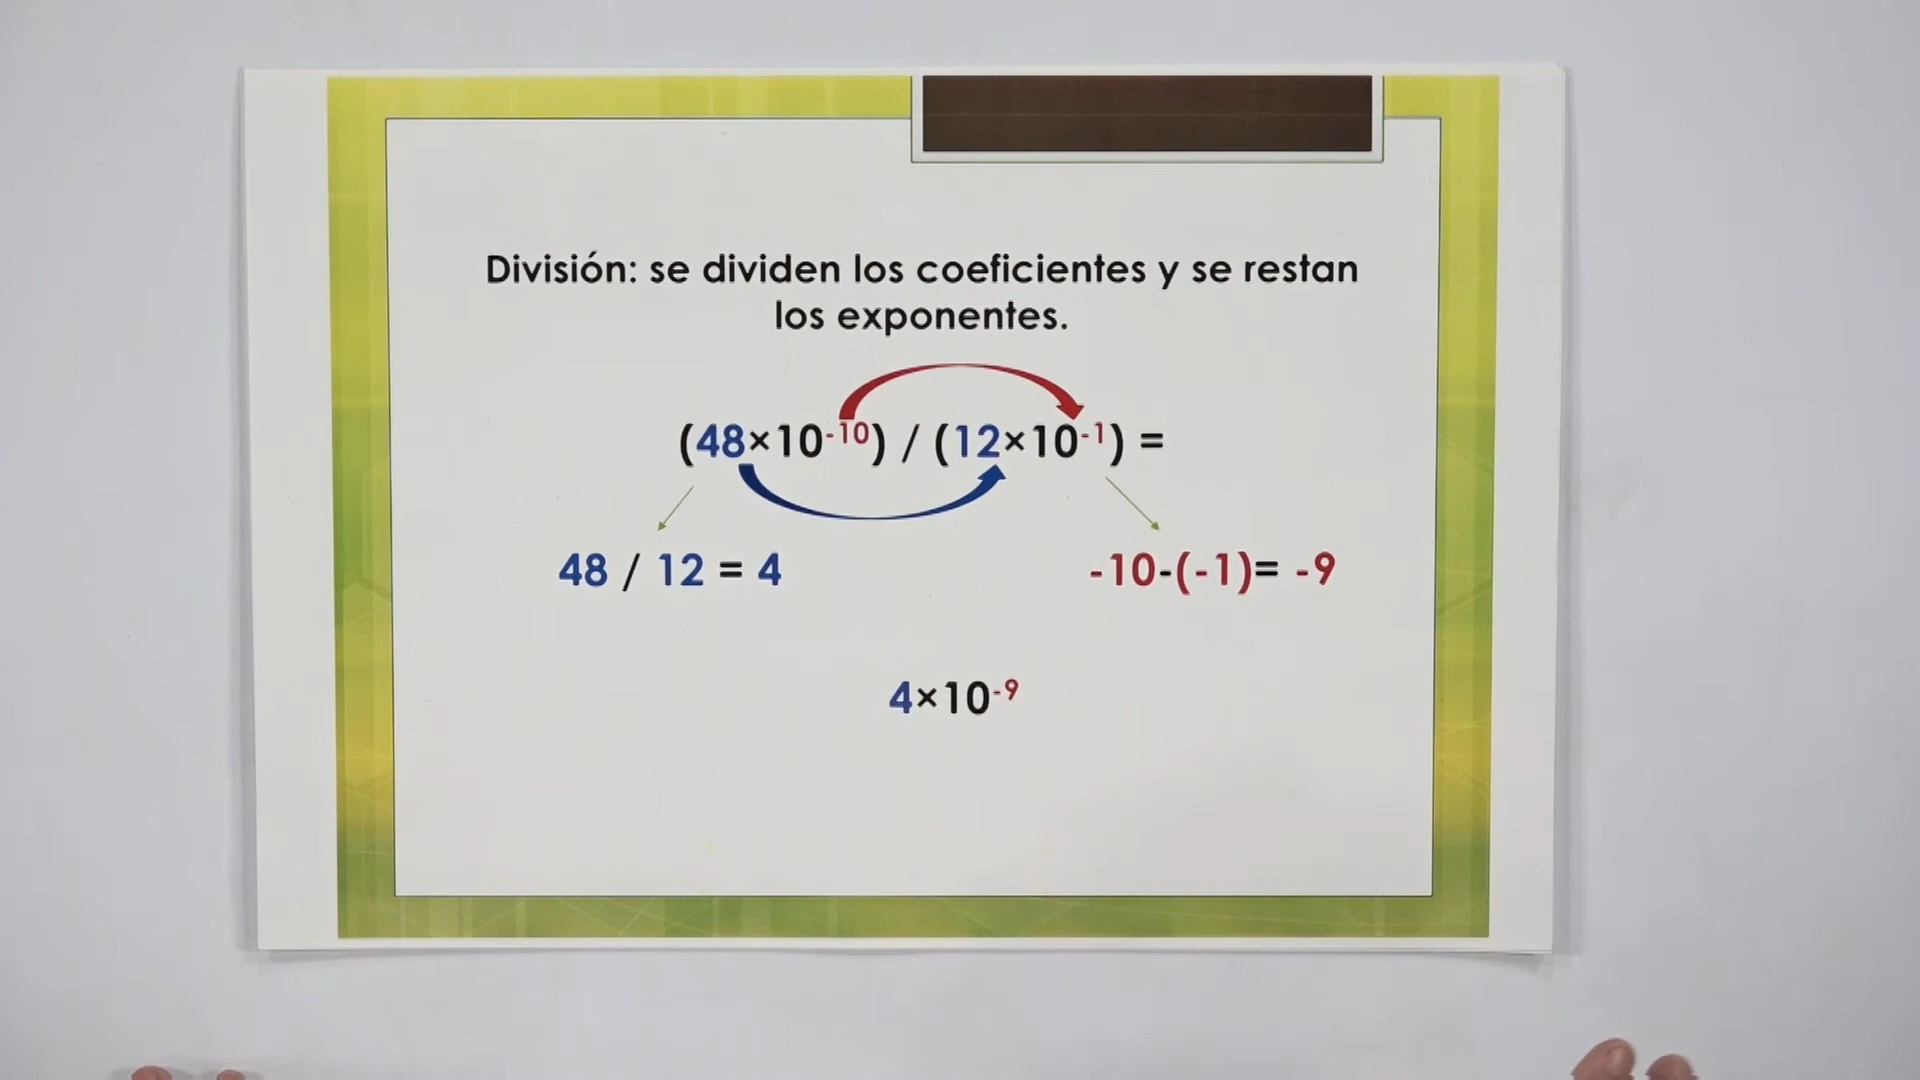 División: se dividen los coeficientes y se restan
los exponentes.
(48×10⁻¹⁰) / (12×10⁻¹) =
48 / 12 = 4
-10-(-1)= -9
4×10⁻⁹